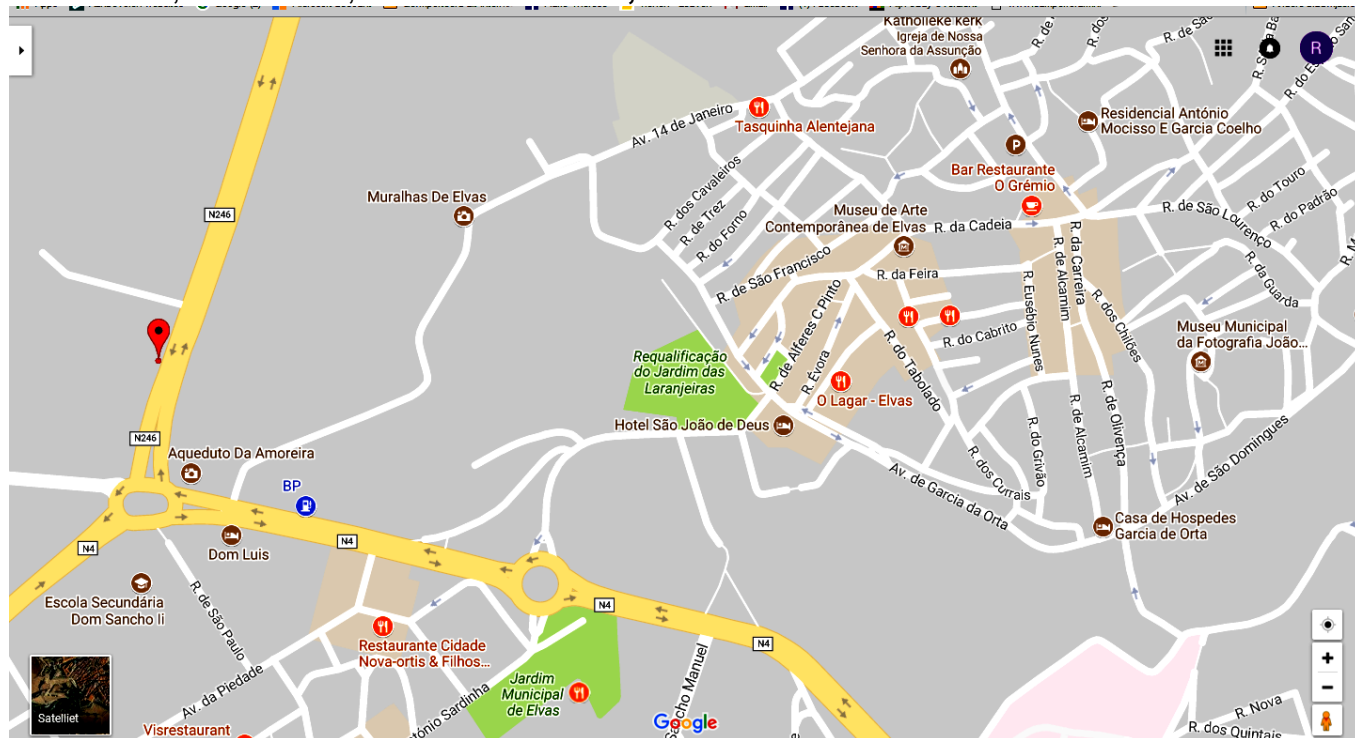 Katholieke kerk
Igreja de Nossa
Senhora da Assunção
R
Av. 14 de Janeiro
Tasquinha Alentejana
Residencial António
Mocisso E Garcia Coelho
P
Bar Restaurante
O Grémio
Muralhas De Elvas
N246
R. dos Cavaleiros
R. de Trez
R. do Forno
Museu de Arte
Contemporânea de Elvas
R. da Cadeia
R. de São Lourenço
R. do Touro
R. do Padrão
R. de São Francisco
R. da Feira
R. da Carreira
R. de Alcamim
R. Eusébio Nunes
R. dos Chilões
R. da Guarda
R. de Alferes C Pinto
R. Évora
R. do Tabolado
R. do Cabrito
Museu Municipal
da Fotografia João...
Requalificação
do Jardim das
Laranjeiras
O Lagar - Elvas
Hotel São João de Deus
R. de Alcamim
R. de Olivença
R. do Grivão
R. dos Currais
Av. de São Domingues
Av. de Garcia da Orta
Casa de Hospedes
Garcia de Orta
N246
Aqueduto Da Amoreira
BP
N4
Dom Luis
N4
Escola Secundária
Dom Sancho Ii
R. de São Paulo
N4
N4
Restaurante Cidade
Nova-ortis & Filhos...
Av. da Piedade
Jardim
Municipal
de Elvas
Satelliet
Visrestaurant
Google
R. Nova
R. dos Quintais
+
−